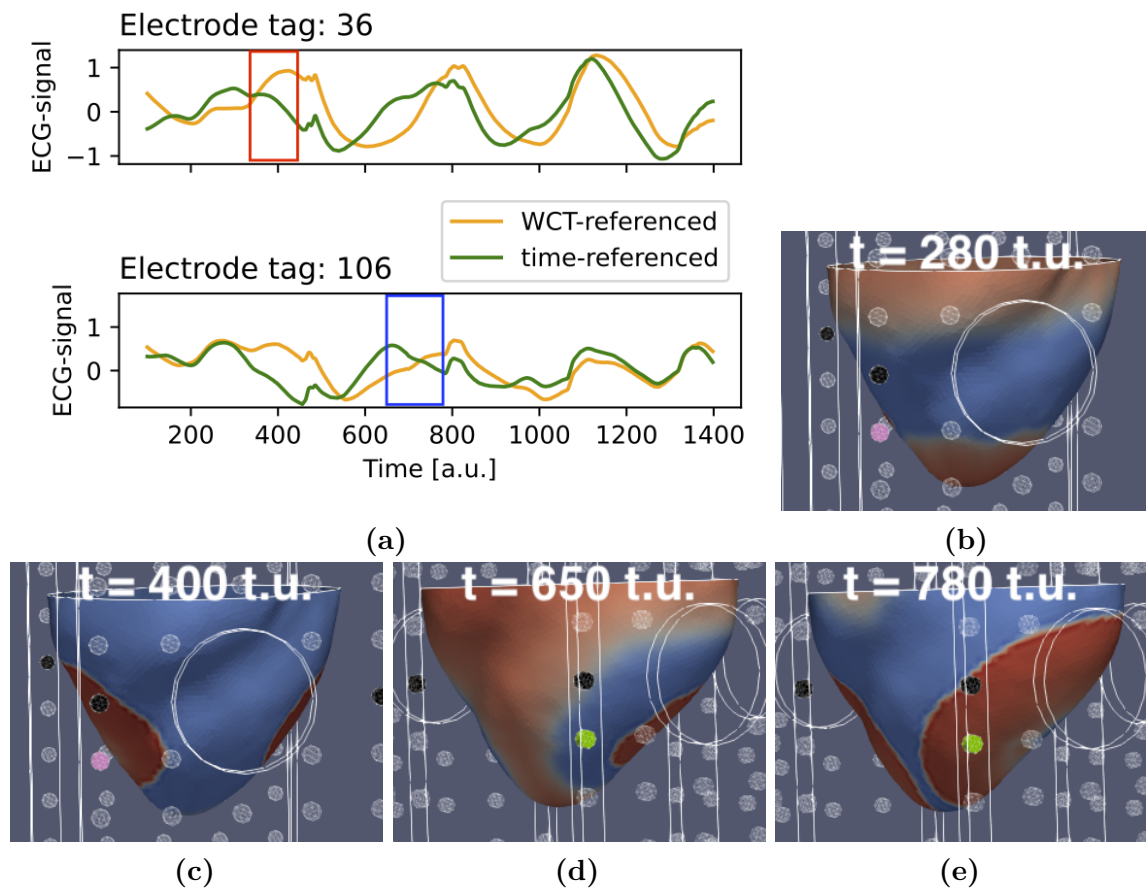 Electrode tag: 36
ECG-signal
1
0
−1
WCT-referenced
time-referenced
Electrode tag: 106
ECG-signal
1
0
200 400 600 800 1000 1200 1400
Time [a.u.]
(a)
t = 280 t.u.
(b)
t = 400 t.u.
(c)
t = 650 t.u.
(d)
t = 780 t.u.
(e)